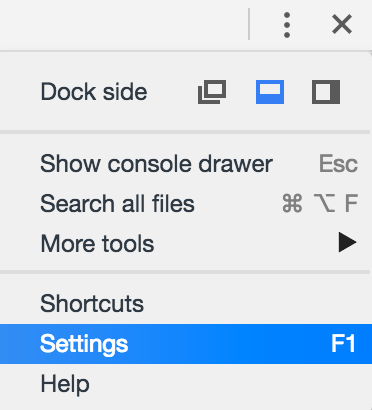 Dock side
Show console drawer Esc
Search all files ⌘ ⌥ F
More tools ▶
Shortcuts
Settings F1
Help